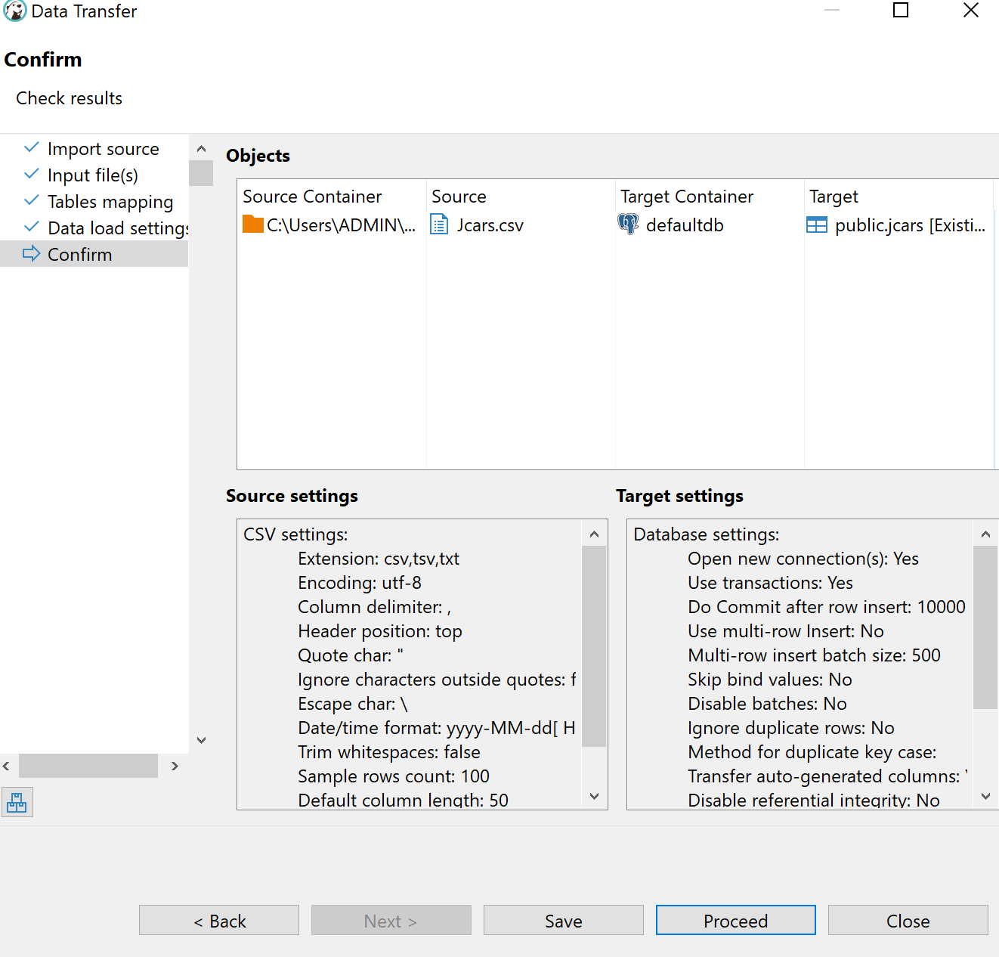 Data Transfer
Confirm
Check results
Import source
Input file(s)
Tables mapping
Data load settings
Confirm
Objects
Source Container Source Target Container Target
C:\Users\ADMIN\... Jcars.csv defaultdb public.jcars [Existi...
Source settings
CSV settings:
Extension: csv,tsv,txt
Encoding: utf-8
Column delimiter: ,
Header position: top
Quote char: "
Ignore characters outside quotes: f
Escape char: \
Date/time format: yyyy-MM-dd[ H
Trim whitespaces: false
Sample rows count: 100
Default column length: 50
Target settings
Database settings:
Open new connection(s): Yes
Use transactions: Yes
Do Commit after row insert: 10000
Use multi-row Insert: No
Multi-row insert batch size: 500
Skip bind values: No
Disable batches: No
Ignore duplicate rows: No
Method for duplicate key case:
Transfer auto-generated columns:
Disable referential integrity: No
< Back Next > Save Proceed Close